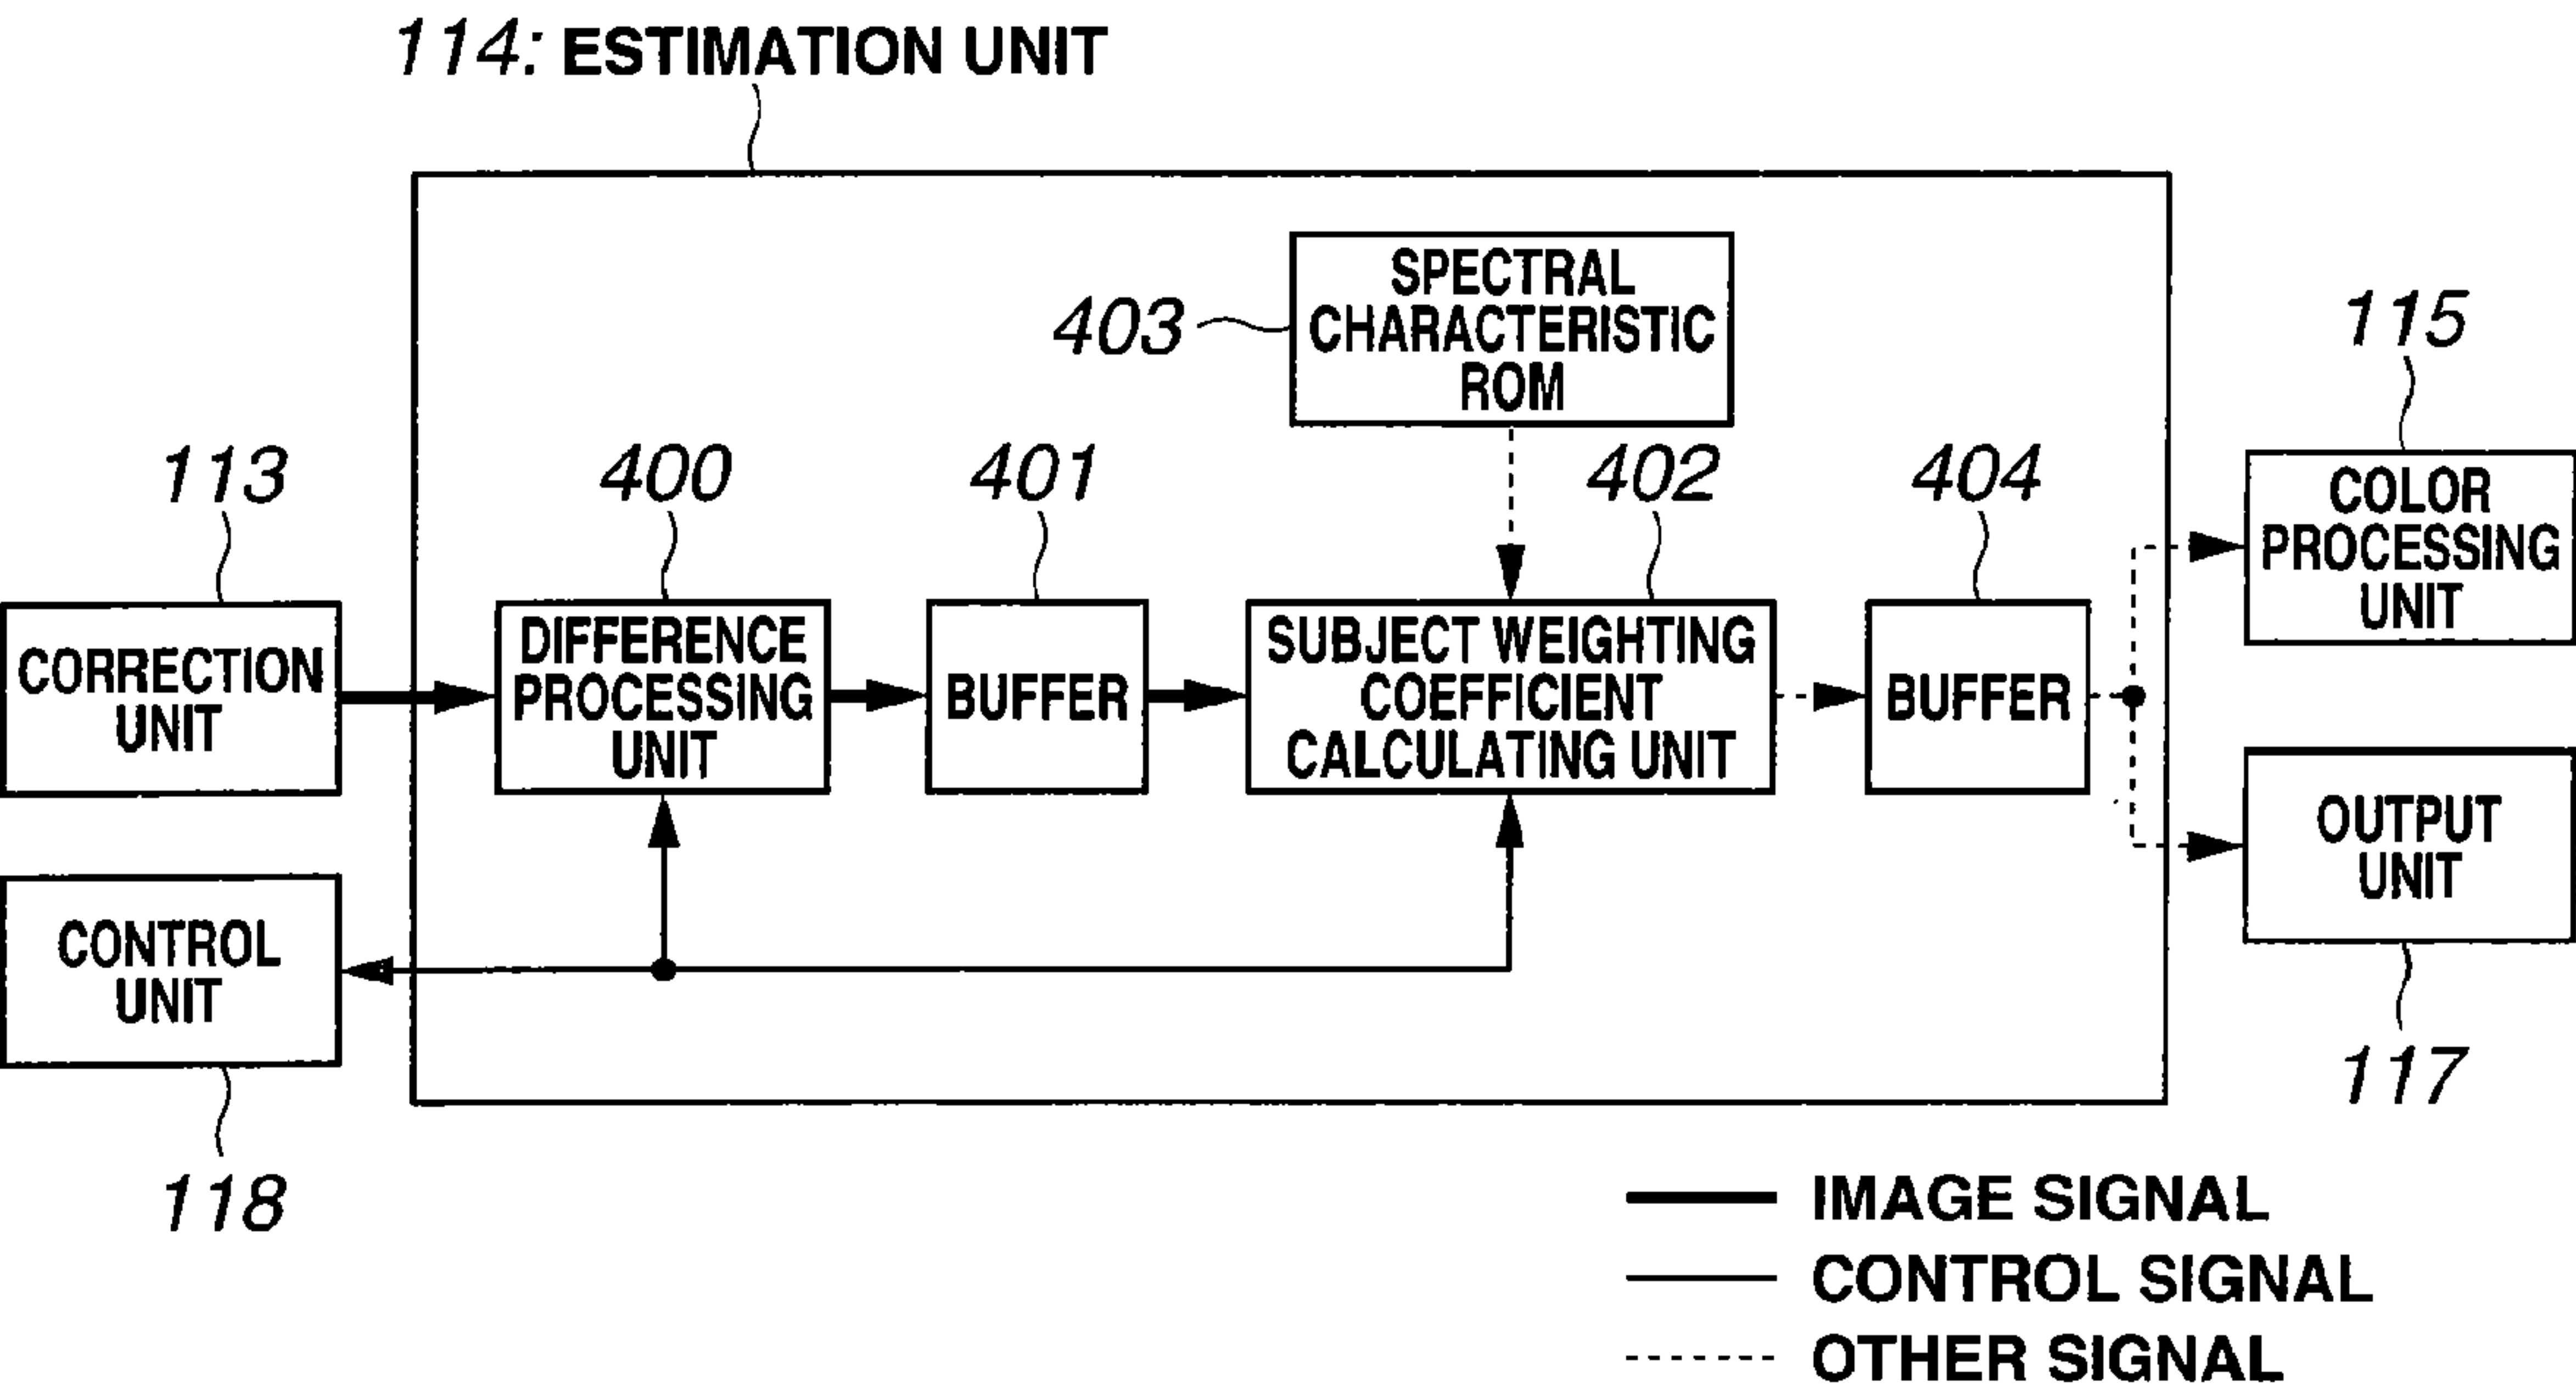 114: ESTIMATION UNIT
403
SPECTRAL
CHARACTERISTIC
ROM
115
COLOR
PROCESSING
UNIT
113
CORRECTION
UNIT
400
DIFFERENCE
PROCESSING
UNIT
401
BUFFER
402
SUBJECT WEIGHTING
COEFFICIENT
CALCULATING UNIT
404
BUFFER
OUTPUT
UNIT
117
CONTROL
UNIT
118
IMAGE SIGNAL
CONTROL SIGNAL
OTHER SIGNAL